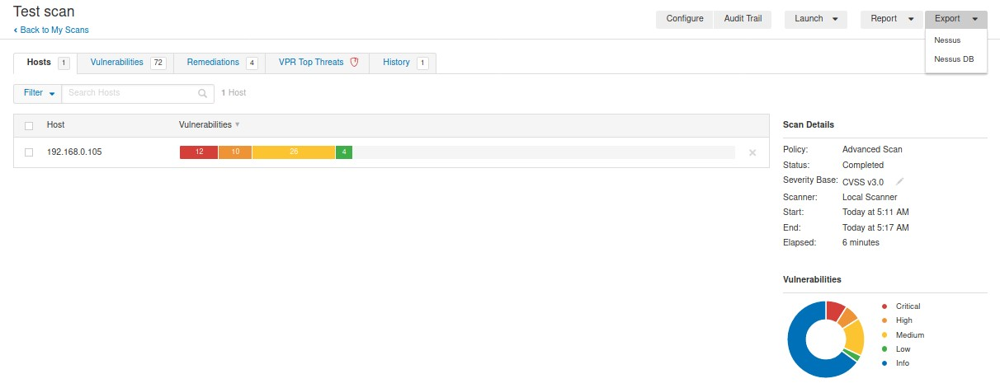 Test scan
Back to My Scans
Configure Audit Trail Launch Report Export
Nessus
Nessus DB
Hosts 1 Vulnerabilities 72 Remediations 4 VPR Top Threats History 1
Filter Search Hosts 1 Host
Host Vulnerabilities
192.168.0.105 12 10 26 4
Scan Details
Policy: Advanced Scan
Status: Completed
Severity Base: CVSS v3.0
Scanner: Local Scanner
Start: Today at 5:11 AM
End: Today at 5:17 AM
Elapsed: 6 minutes
Vulnerabilities
Critical
High
Medium
Low
Info